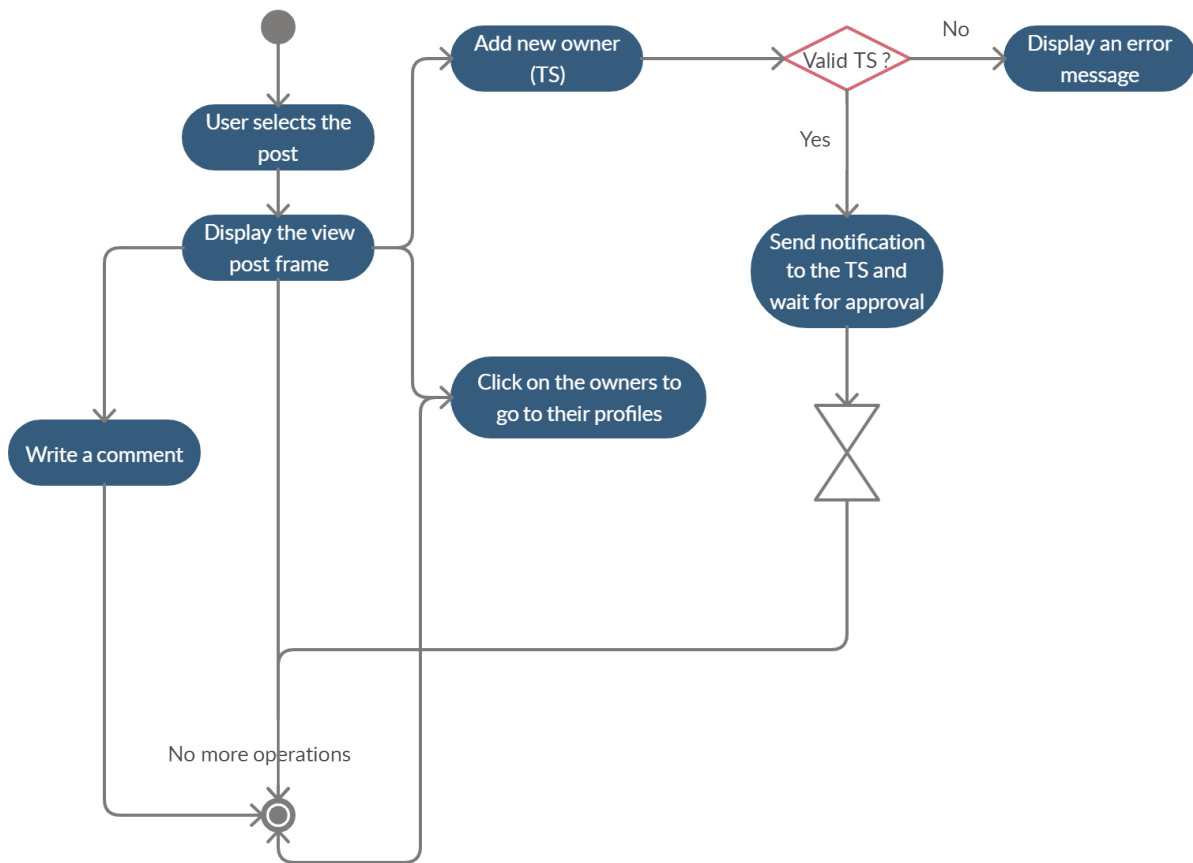 Add new owner
(TS)
Valid TS ?
No
Display an error
message
User selects the
post
Yes
Display the view
post frame
Send notification
to the TS and
wait for approval
Click on the owners to
go to their profiles
Write a comment
No more operations